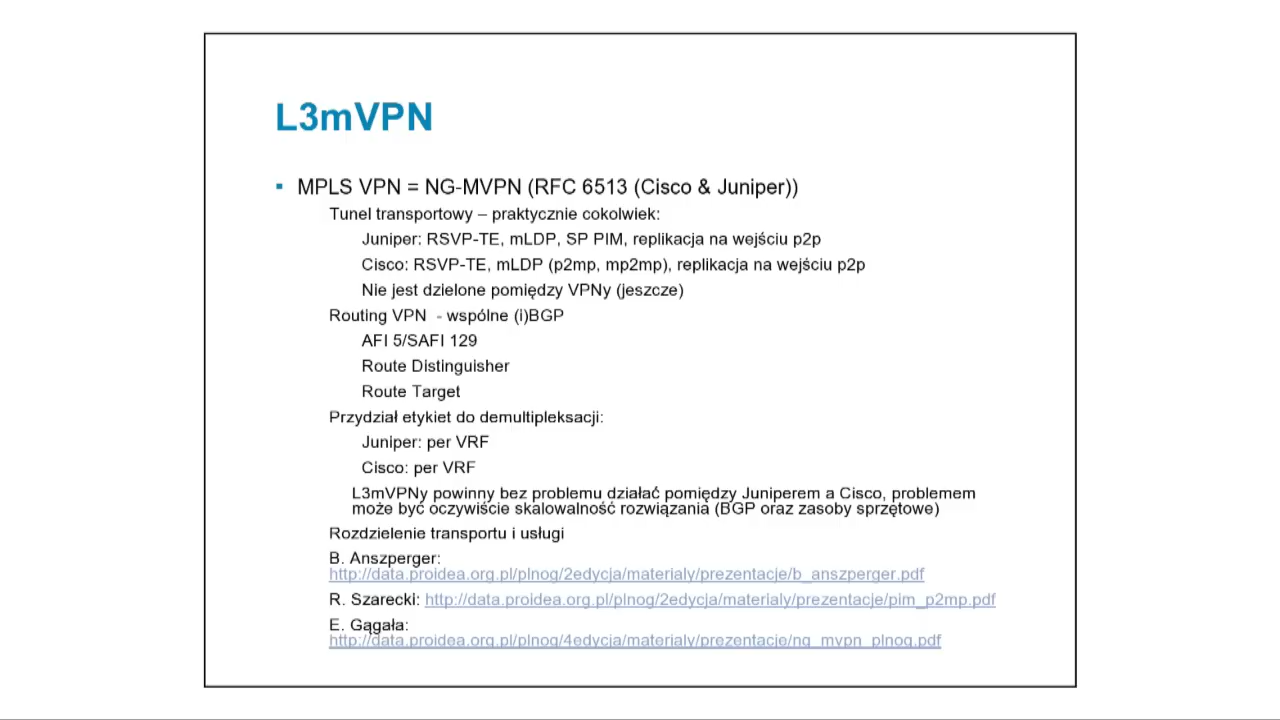 L3mVPN
▪ MPLS VPN = NG-MVPN (RFC 6513 (Cisco & Juniper))
Tunel transportowy – praktycznie cokolwiek:
Juniper: RSVP-TE, mLDP, SP PIM, replikacja na wejściu p2p
Cisco: RSVP-TE, mLDP (p2mp, mp2mp), replikacja na wejściu p2p
Nie jest dzielone pomiędzy VPNy (jeszcze)
Routing VPN - wspólne (i)BGP
AFI 5/SAFI 129
Route Distinguisher
Route Target
Przydział etykiet do demultipleksacji:
Juniper: per VRF
Cisco: per VRF
L3mVPNy powinny bez problemu działać pomiędzy Juniperem a Cisco, problemem
może być oczywiście skalowalność rozwiązania (BGP oraz zasoby sprzętowe)
Rozdzielenie transportu i usługi
B. Anszperger:
http://data.proidea.org.pl/plnog/2edycja/materialy/prezentacje/b_anszperger.pdf
R. Szarecki: http://data.proidea.org.pl/plnog/2edycja/materialy/prezentacje/pim_p2mp.pdf
E. Gągała:
http://data.proidea.org.pl/plnog/4edycja/materialy/prezentacje/ng_mvpn_plnog.pdf